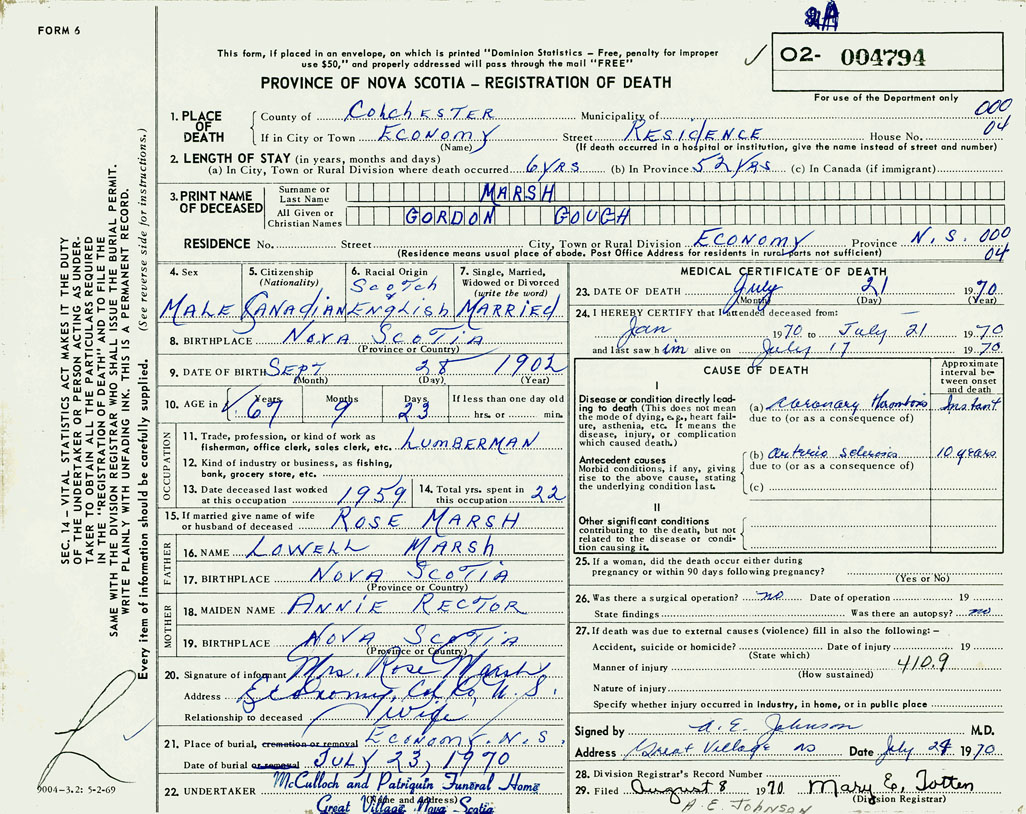 FORM 6
2A
This form, if placed in an envelope, on which is printed "Dominion Statistics – Free, penalty for improper
use $50," and properly addressed will pass through the mail "FREE"
✓ 02- 004794
PROVINCE OF NOVA SCOTIA – REGISTRATION OF DEATH
For use of the Department only
1. PLACE OF DEATH
County of COLCHESTER Municipality of 000
If in City or Town ECONOMY Street RESIDENCE House No. 04
(Name) (If death occurred in a hospital or institution, give the name instead of street and number)
2. LENGTH OF STAY (in years, months and days)
(a) In City, Town or Rural Division where death occurred 6 YRS (b) In Province 52 YRS (c) In Canada (if immigrant)
3. PRINT NAME OF DECEASED
Surname or Last Name MARSH
All Given or Christian Names GORDON GOUGH
RESIDENCE No. Street City, Town or Rural Division ECONOMY Province N.S. 000
(Residence means usual place of abode. Post Office Address for residents in rural parts not sufficient) 04
4. Sex MALE
5. Citizenship (Nationality) CANADIAN
6. Racial Origin Scotch & ENGLISH
7. Single, Married, Widowed or Divorced (write the word) MARRIED
8. BIRTHPLACE NOVA SCOTIA
(Province or Country)
9. DATE OF BIRTH SEPT 28 1902
(Month) (Day) (Year)
10. AGE in ✓ Years 67 Months 9 Days 23 If less than one day old
hrs. or min.
OCCUPATION
11. Trade, profession, or kind of work as
fisherman, office clerk, sales clerk, etc. LUMBERMAN
12. Kind of industry or business, as fishing,
bank, grocery store, etc.
13. Date deceased last worked
at this occupation 1959
14. Total yrs. spent in
this occupation 22
15. If married give name of wife
or husband of deceased ROSE MARSH
FATHER
16. NAME LOWELL MARSH
17. BIRTHPLACE NOVA SCOTIA
(Province or Country)
MOTHER
18. MAIDEN NAME ANNIE RECTOR
19. BIRTHPLACE NOVA SCOTIA
(Province or Country)
20. Signature of informant Mrs. Rose Marsh
Address Economy, Col. Co, N.S.
Relationship to deceased Wife
21. Place of burial, cremation or removal ECONOMY, N.S.
Date of burial or removal JULY 23, 1970
22. UNDERTAKER McCulloch and Patriquin Funeral Home
(Name and Address)
Great Village, Nova Scotia
MEDICAL CERTIFICATE OF DEATH
23. DATE OF DEATH July 21 1970
(Month) (Day) (Year)
24. I HEREBY CERTIFY that I attended deceased from:
Jan 1970 to July 21 1970
and last saw him alive on July 17 1970
CAUSE OF DEATH
Approximate interval between onset and death
I
Disease or condition directly leading to death (This does not
mean the mode of dying, e.g., heart failure,
asthenia, etc. It means the
disease, injury, or complication
which caused death.)
(a) Coronary thrombosis Instant
due to (or as a consequence of)
Antecedent causes
Morbid conditions, if any, giving
rise to the above cause, stating
the underlying condition last.
(b) arterio sclerosis 10 years
due to (or as a consequence of)
(c)
II
Other significant conditions
contributing to the death, but not
related to the disease or condition
causing it.
25. If a woman, did the death occur either during
pregnancy or within 90 days following pregnancy?
(Yes or No)
26. Was there a surgical operation? no Date of operation 19
State findings Was there an autopsy? no
27. If death was due to external causes (violence) fill in also the following: –
Accident, suicide or homicide? Date of injury 19
(State which)
Manner of injury 410.9
(How sustained)
Nature of injury
Specify whether injury occurred in industry, in home, or in public place
Signed by A. E. Johnson M.D.
Address Great Village NS Date July 24 1970
28. Division Registrar's Record Number
29. Filed August 8 1970 Mary E. Totten
(Division Registrar)
A. E. JOHNSON
SEC. 14 – VITAL STATISTICS ACT MAKES IT THE DUTY
OF THE UNDERTAKER OR PERSON ACTING AS UNDER-
TAKER TO OBTAIN ALL THE PARTICULARS REQUIRED
IN THE "REGISTRATION OF DEATH" AND TO FILE THE
SAME WITH THE DIVISION REGISTRAR WHO SHALL ISSUE THE BURIAL PERMIT.
WRITE PLAINLY WITH UNFADING INK. THIS IS A PERMANENT RECORD.
Every item of information should be carefully supplied. (See reverse side for instructions.)
9004–3.2: 5-2-69